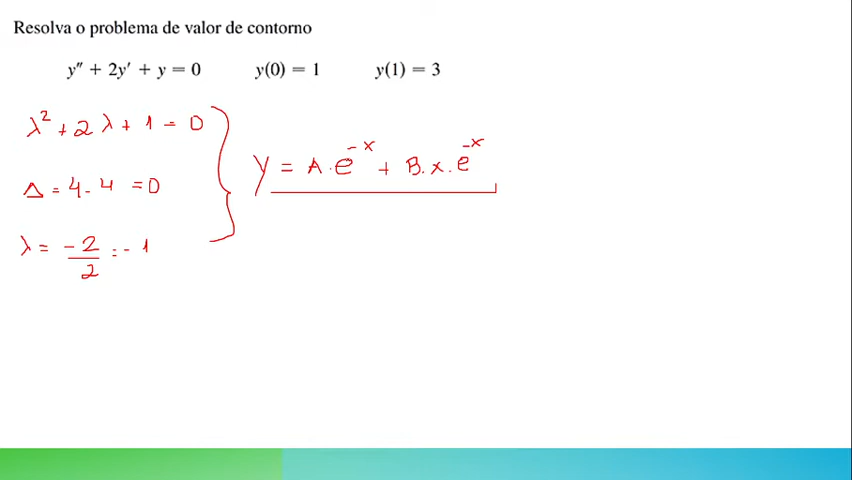 Resolva o problema de valor de contorno
y″ + 2y′ + y = 0 y(0) = 1 y(1) = 3
λ² + 2λ + 1 = 0
y = A.e^-x + B.x.e^-x
Δ = 4 - 4 = 0
λ = -2/2 = -1